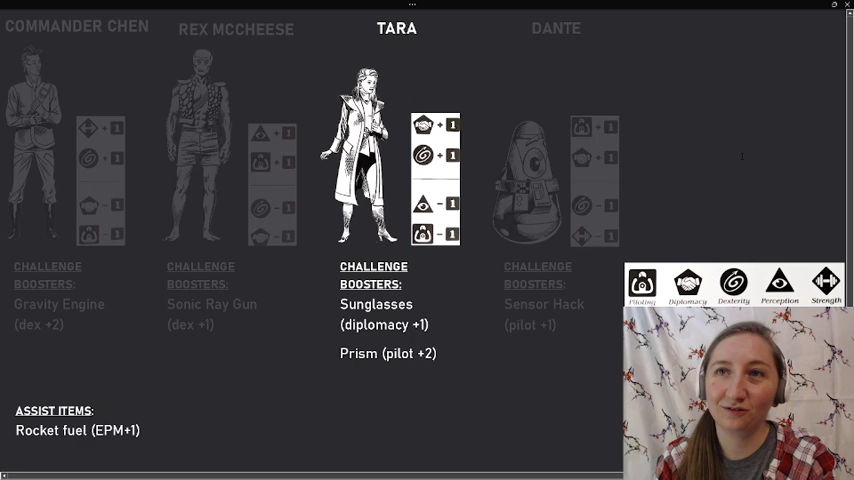 COMMANDER CHEN
REX MCCHEESE
TARA
DANTE
+ 1
+ 1
- 1
- 1
+ 1
+ 1
- 1
- 1
+ 1
+ 1
- 1
- 1
+ 1
+ 1
- 1
- 1
CHALLENGE
BOOSTERS:
Gravity Engine
(dex +2)
CHALLENGE
BOOSTERS:
Sonic Ray Gun
(dex +1)
CHALLENGE
BOOSTERS:
Sunglasses
(diplomacy +1)
Prism (pilot +2)
CHALLENGE
BOOSTERS:
Sensor Hack
(pilot +1)
Piloting Diplomacy Dexterity Perception Strength
ASSIST ITEMS:
Rocket fuel (EPM+1)